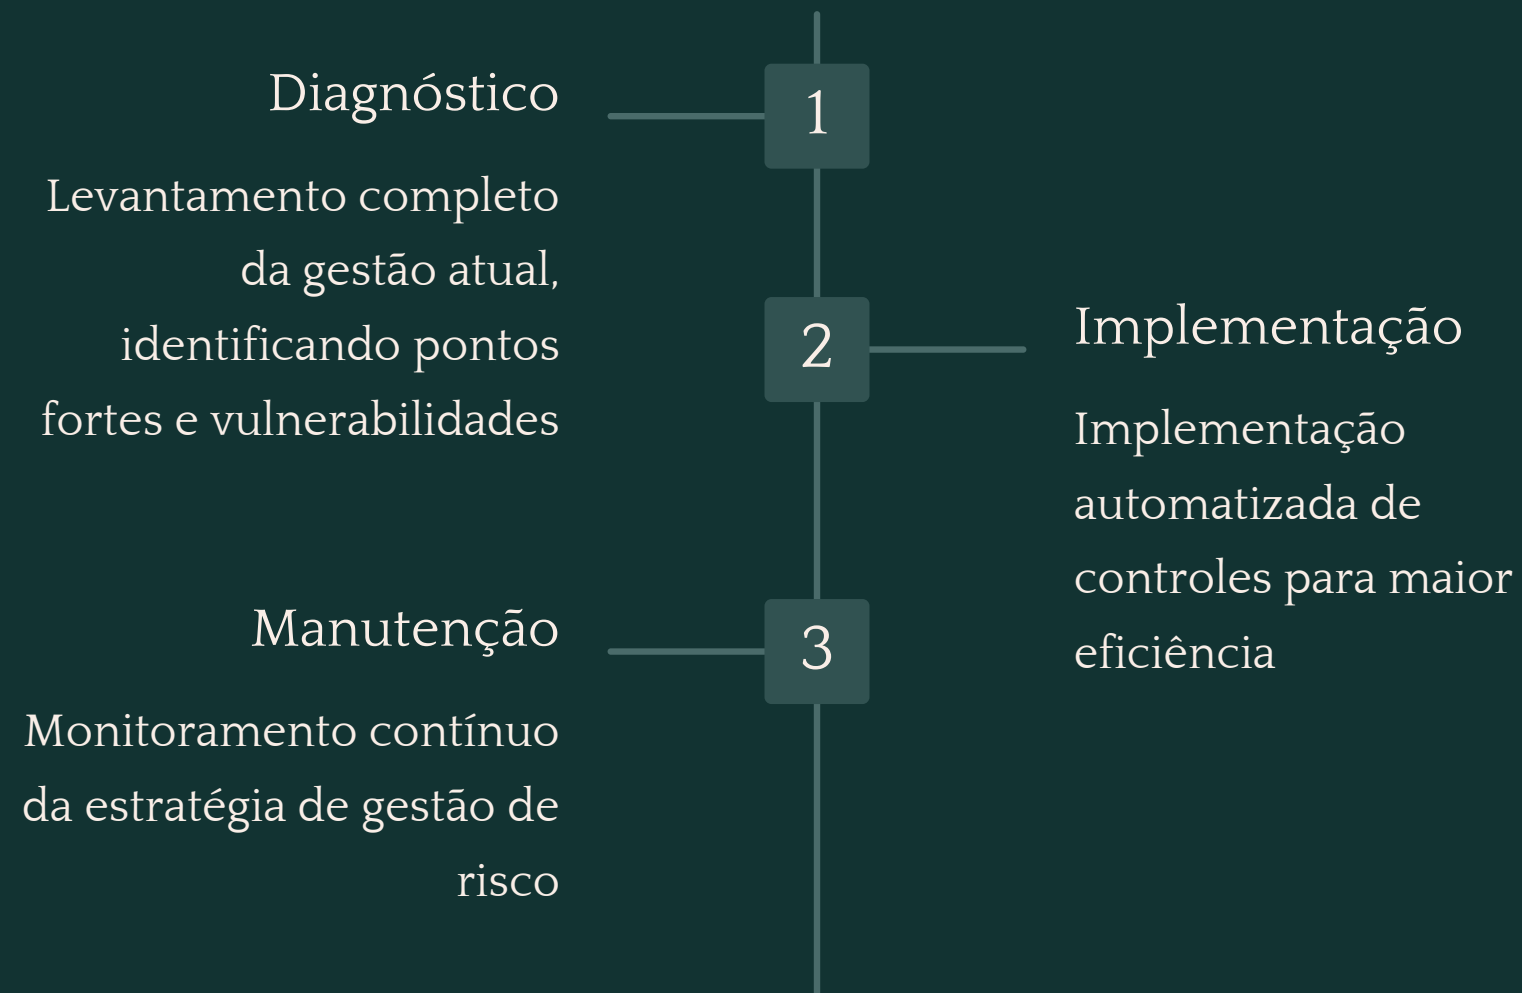 1
Diagnóstico
Levantamento completo
da gestão atual,
identificando pontos
fortes e vulnerabilidades
2
Implementação
Implementação
automatizada de
controles para maior
eficiência
3
Manutenção
Monitoramento contínuo
da estratégia de gestão de
risco